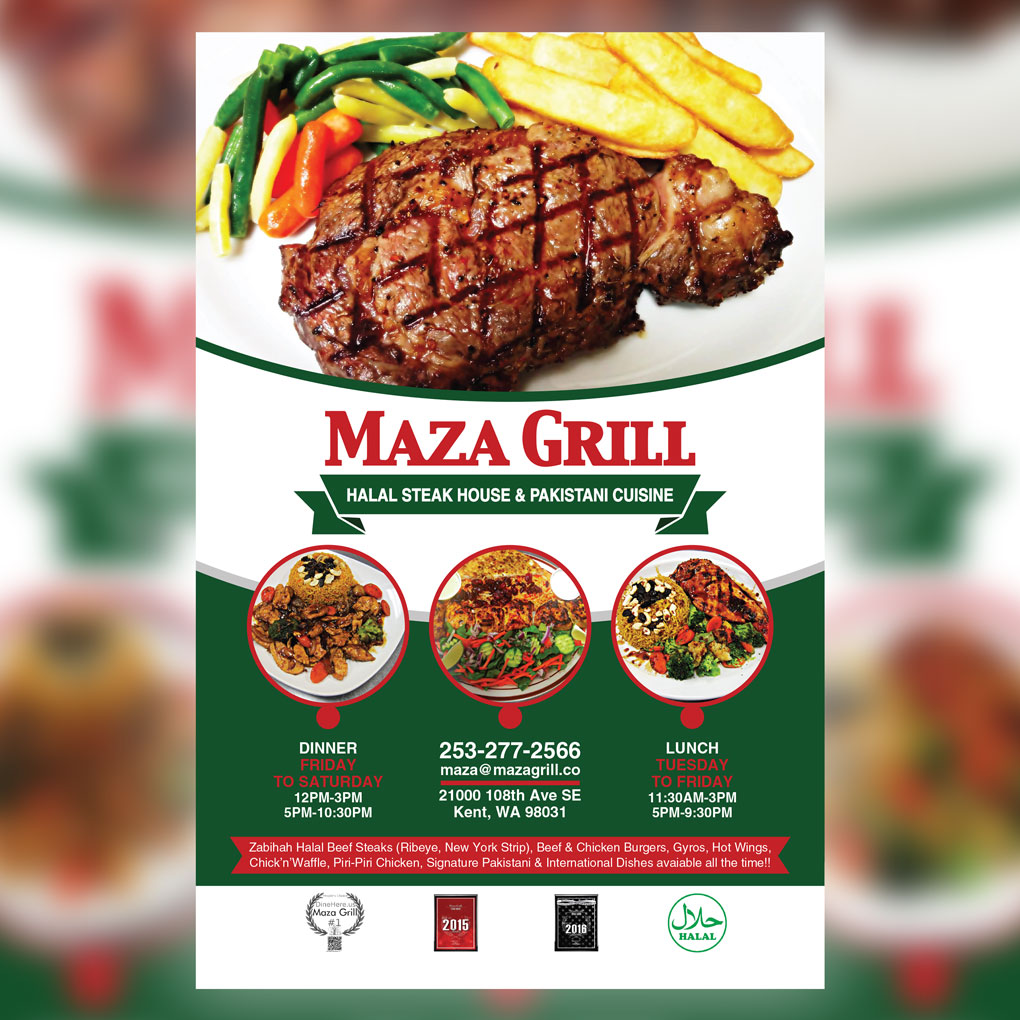 MAZA GRILL
HALAL STEAK HOUSE & PAKISTANI CUISINE
DINNER
FRIDAY
TO SATURDAY
12PM-3PM
5PM-10:30PM
253-277-2566
maza@mazagrill.co
21000 108th Ave SE
Kent, WA 98031
LUNCH
TUESDAY
TO FRIDAY
11:30AM-3PM
5PM-9:30PM
Zabihah Halal Beef Steaks (Ribeye, New York Strip), Beef & Chicken Burgers, Gyros, Hot Wings,
Chick'n'Waffle, Piri-Piri Chicken, Signature Pakistani & International Dishes avaiable all the time!!
DineHere.us
Maza Grill
#1
2015
2016
حلال
HALAL